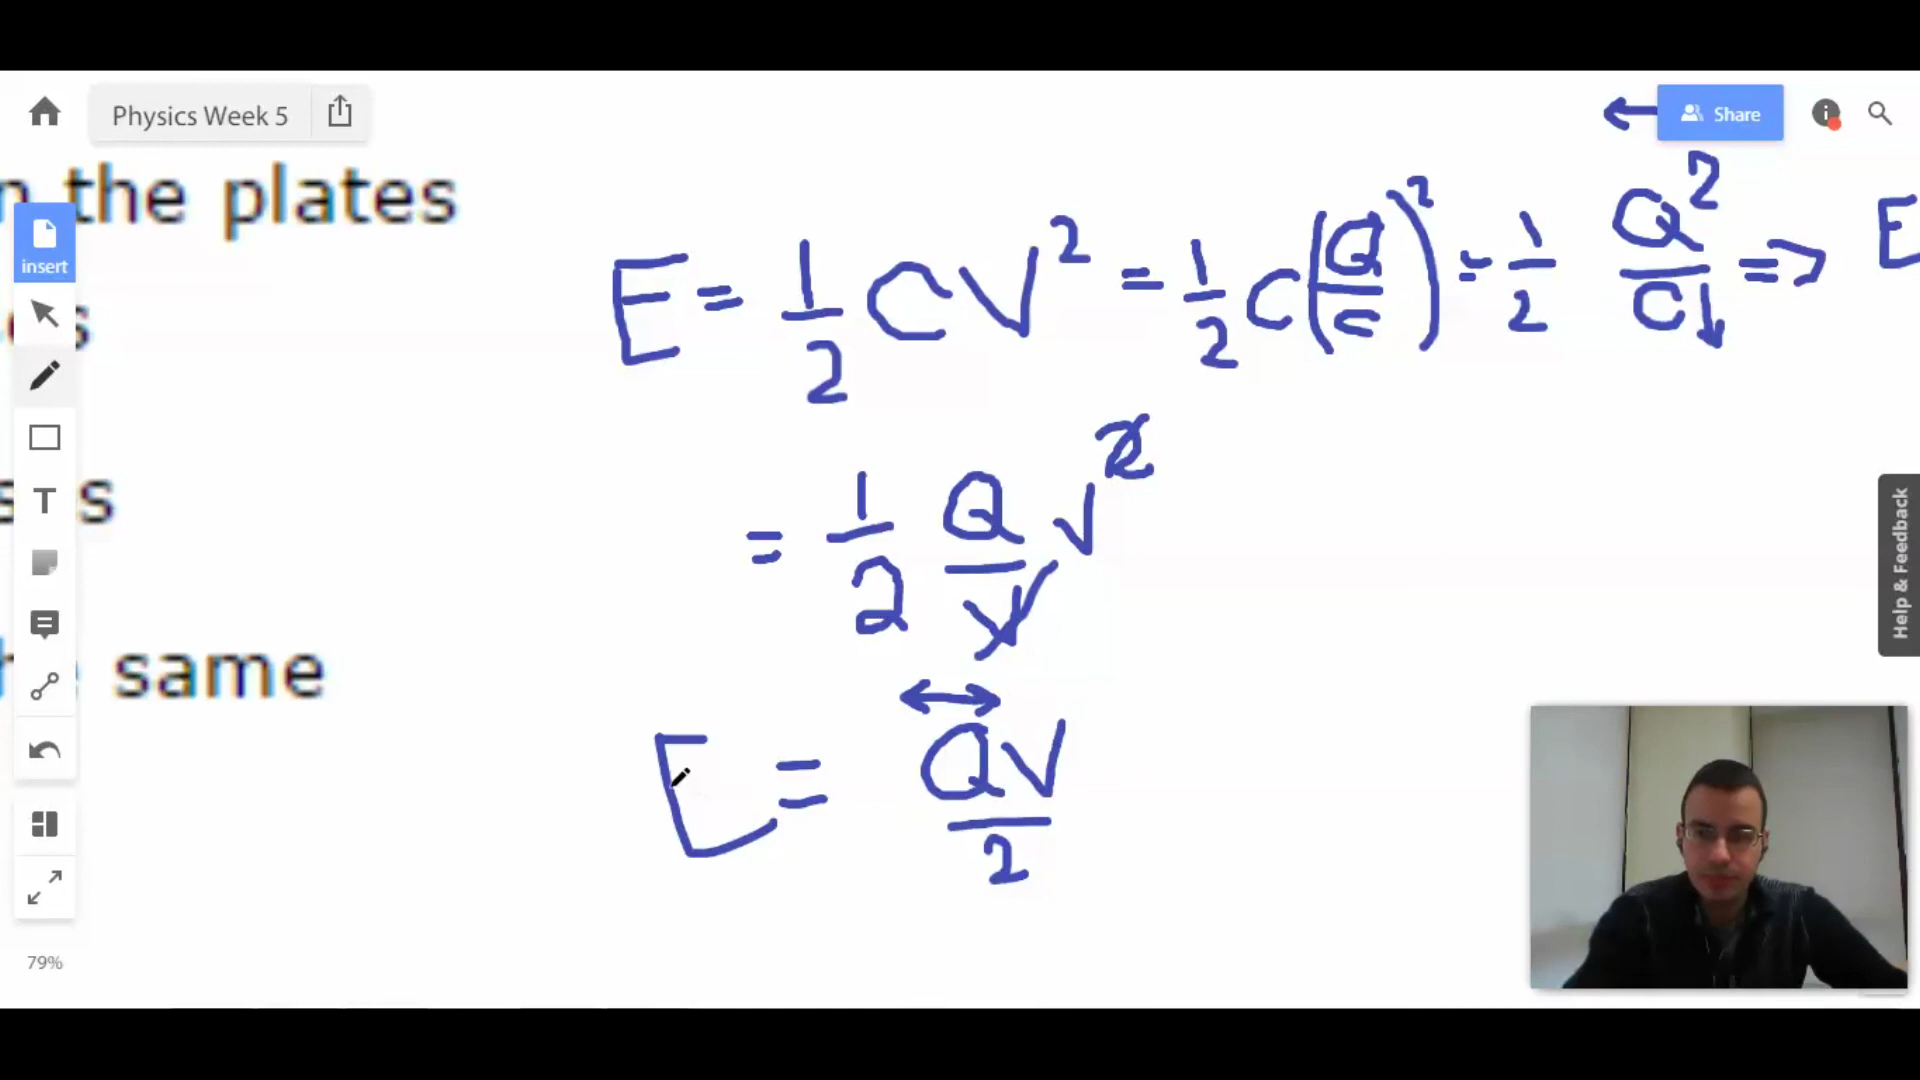 Physics Week 5
Share
insert
n the plates
E = 1/2 CV² = 1/2 C(Q/C)² = 1/2 Q²/C↓ => E
= 1/2 Q/V V²
s
same
E = QV/2
T
79%
Help & Feedback